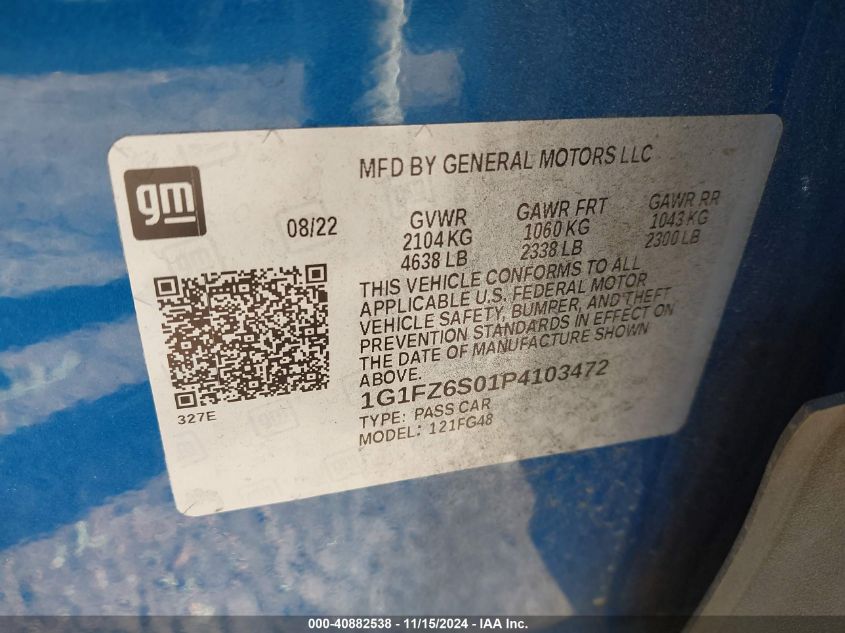 MFD BY GENERAL MOTORS LLC
gm
08/22
GVWR
2104 KG
4638 LB
GAWR FRT
1060 KG
2338 LB
GAWR RR
1043 KG
2300 LB
THIS VEHICLE CONFORMS TO ALL
APPLICABLE U.S. FEDERAL MOTOR
VEHICLE SAFETY, BUMPER, AND THEFT
PREVENTION STANDARDS IN EFFECT ON
THE DATE OF MANUFACTURE SHOWN
ABOVE.
1G1FZ6S01P4103472
TYPE: PASS CAR
MODEL: 121FG48
327E
000-40882538 - 11/15/2024 - IAA Inc.